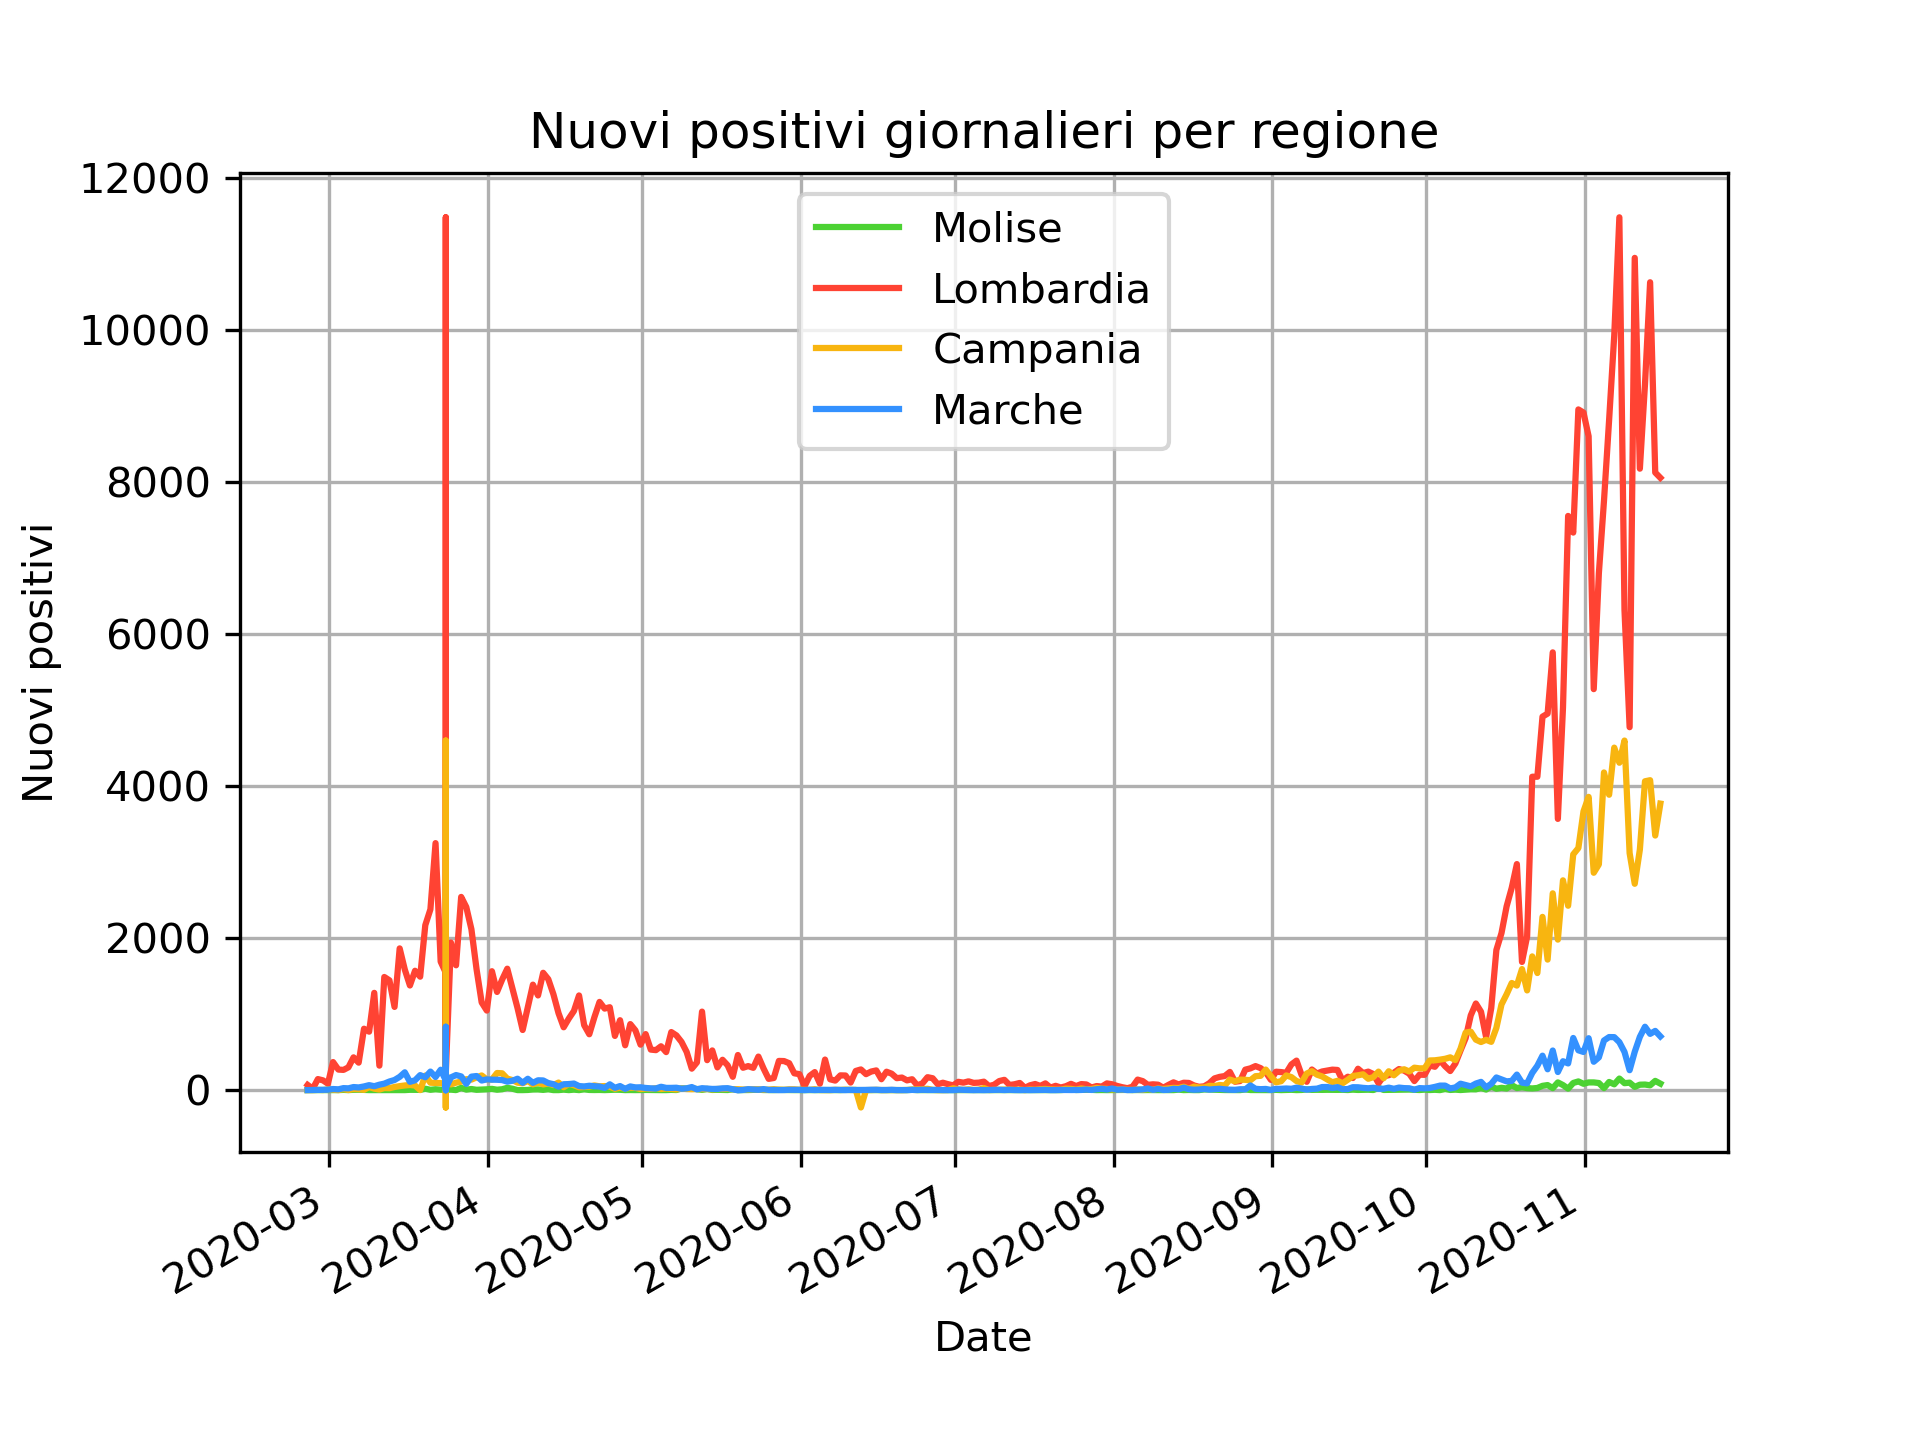 Nuovi positivi giornalieri per regione
12000
10000
8000
6000
4000
2000
0
Nuovi positivi
Molise
Lombardia
Campania
Marche
2020-03
2020-04
2020-05
2020-06
2020-07
2020-08
2020-09
2020-10
2020-11
Date